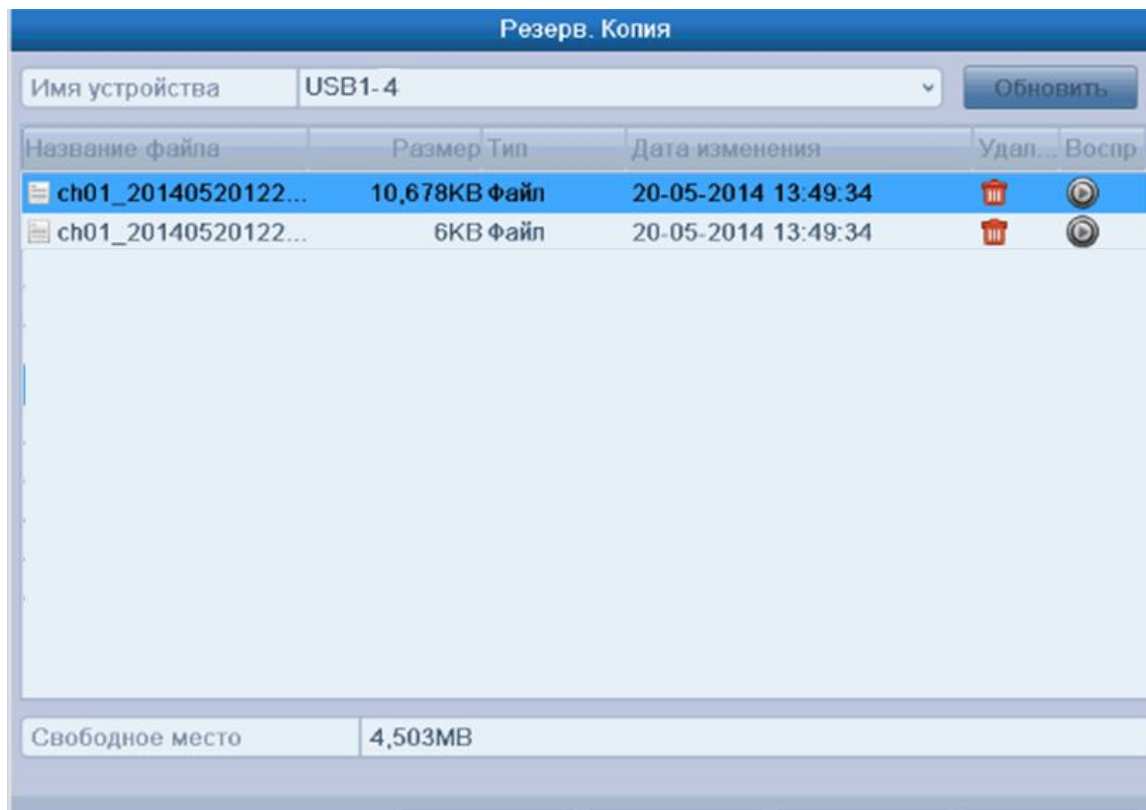 Резерв. Копия
Имя устройства USB1-4 Обновить
Название файла Размер Тип Дата изменения Удал... Воспр
ch01_20140520122... 10,678KB Файл 20-05-2014 13:49:34
ch01_20140520122... 6KB Файл 20-05-2014 13:49:34
Свободное место 4,503MB